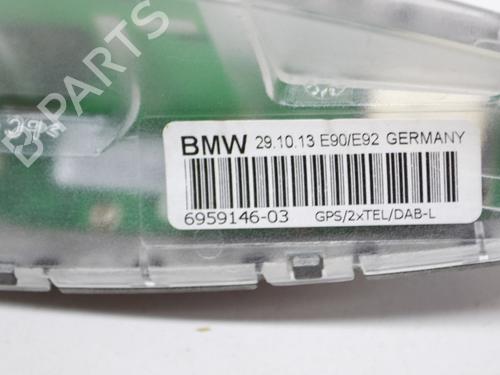 B-PARTS
BMW 29.10.13 E90/E92 GERMANY
6959146-03 GPS/2xTEL/DAB-L